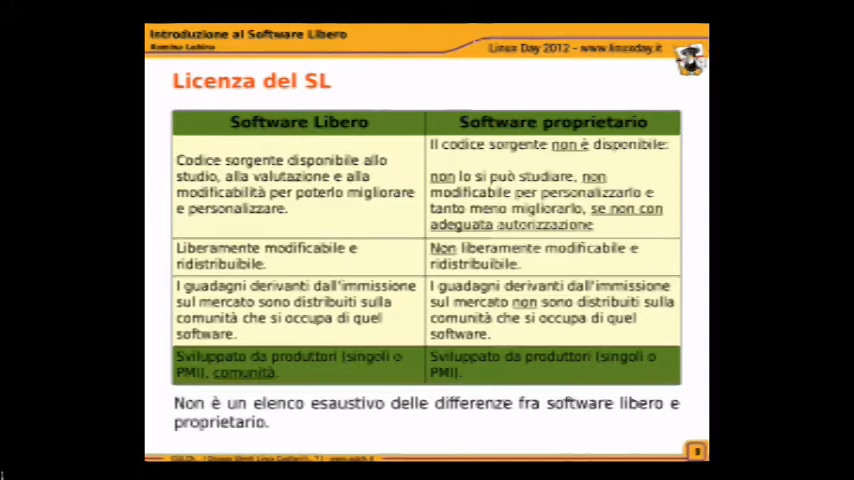 Introduzione al Software Libero
Linux Day 2012 - www.linuxday.it
Licenza del SL
Software Libero
Software proprietario
Codice sorgente disponibile allo
studio, alla valutazione e alla
modificabilità per poterlo migliorare
e personalizzare.
Il codice sorgente non è disponibile:
non lo si può studiare, non
modificabile per personalizzarlo e
tanto meno migliorarlo, se non con
adeguata autorizzazione
Liberamente modificabile e
ridistribuibile.
Non liberamente modificabile e
ridistribuibile.
I guadagni derivanti dall'immissione
sul mercato sono distribuiti sulla
comunità che si occupa di quel
software.
I guadagni derivanti dall'immissione
sul mercato non sono distribuiti sulla
comunità che si occupa di quel
software.
Sviluppato da produttori (singoli o
PMI), comunità.
Sviluppato da produttori (singoli o
PMI).
Non è un elenco esaustivo delle differenze fra software libero e
proprietario.